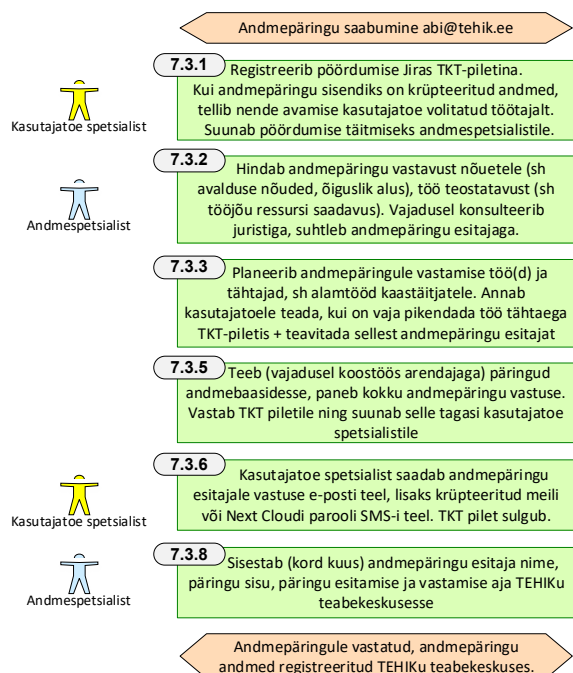 Andmepäringu saabumine abi@tehik.ee
7.3.1
Registreerib pöördumise Jiras TKT-piletina.
Kui andmepäringu sisendiks on krüpteeritud andmed,
tellib nende avamise kasutajatoe volitatud töötajalt.
Suunab pöördumise täitmiseks andmespetsialistile.
Kasutajatoe spetsialist
7.3.2
Hindab andmepäringu vastavust nõuetele (sh
avalduse nõuded, õiguslik alus), töö teostatavust (sh
tööjõu ressursi saadavus). Vajadusel konsulteerib
juristiga, suhtleb andmepäringu esitajaga.
Andmespetsialist
7.3.3
Planeerib andmepäringule vastamise töö(d) ja
tähtajad, sh alamtööd kaastäitjatele. Annab
kasutajatoele teada, kui on vaja pikendada töö tähtaega
TKT-piletis + teavitada sellest andmepäringu esitajat
7.3.5
Teeb (vajadusel koostöös arendajaga) päringud
andmebaasidesse, paneb kokku andmepäringu vastuse.
Vastab TKT piletile ning suunab selle tagasi kasutajatoe
spetsialistile
7.3.6
Kasutajatoe spetsialist saadab andmepäringu
esitajale vastuse e-posti teel, lisaks krüpteeritud meili
või Next Cloudi parooli SMS-i teel. TKT pilet sulgub.
Kasutajatoe spetsialist
7.3.8
Sisestab (kord kuus) andmepäringu esitaja nime,
päringu sisu, päringu esitamise ja vastamise aja TEHIKu
teabekeskusesse
Andmespetsialist
Andmepäringule vastatud, andmepäringu
andmed registreeritud TEHIKu teabekeskuses.